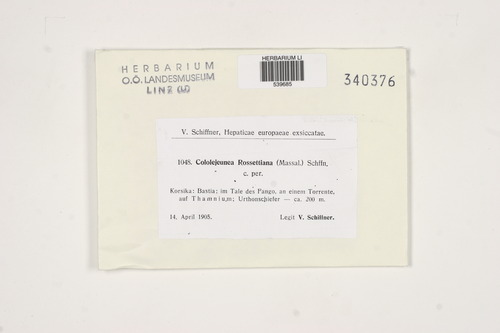 HERBARIUM
O.Ö. LANDESMUSEUM
LINZ
HERBARIUM LI
539685
340376
V. Schiffner, Hepaticae europaeae exsiccatae.
1048. Cololejeunea Rossettiana (Massal.) Schffn.
c. per.
Korsika: Bastia; im Tale des Fango, an einem Torrente,
auf Thamnium; Urthonschiefer — ca. 200 m.
14. April 1905.
Legit V. Schiffner.